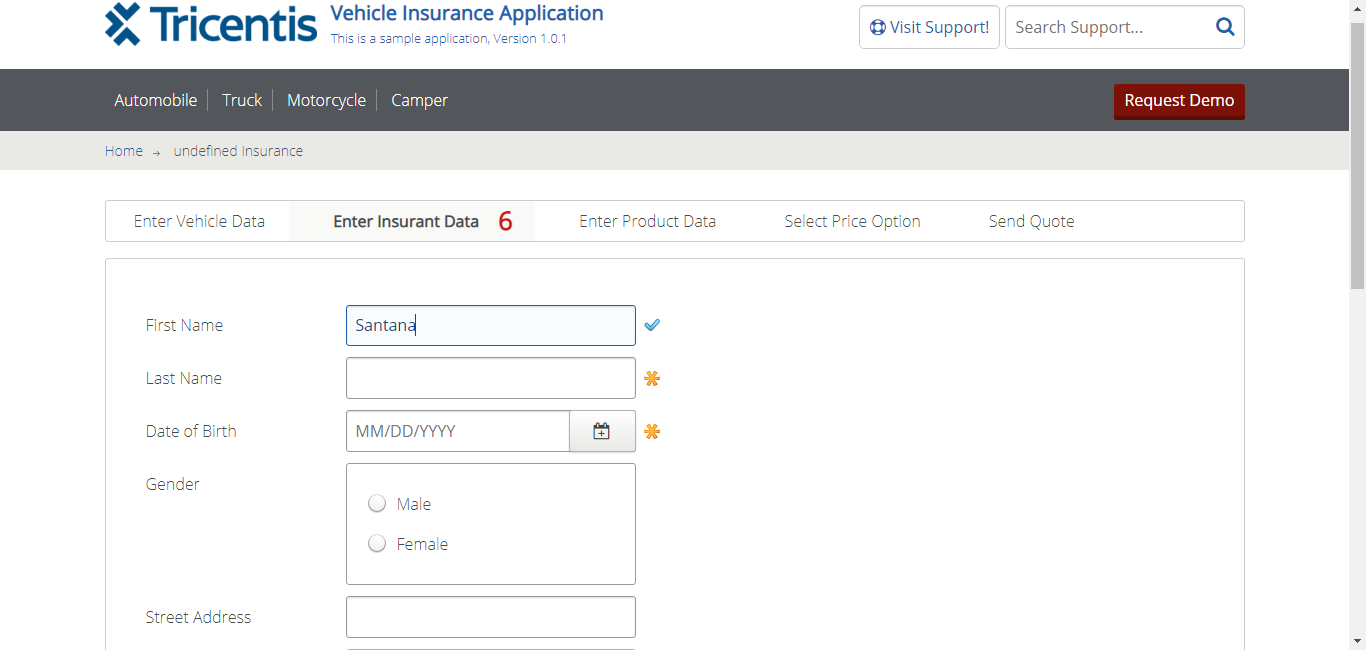 Tricentis
Vehicle Insurance Application
This is a sample application, Version 1.0.1
Visit Support!
Search Support...
Automobile
Truck
Motorcycle
Camper
Request Demo
Home → undefined Insurance
Enter Vehicle Data
Enter Insurant Data 6
Enter Product Data
Select Price Option
Send Quote
First Name
Santana
Last Name
Date of Birth
MM/DD/YYYY
Gender
Male
Female
Street Address